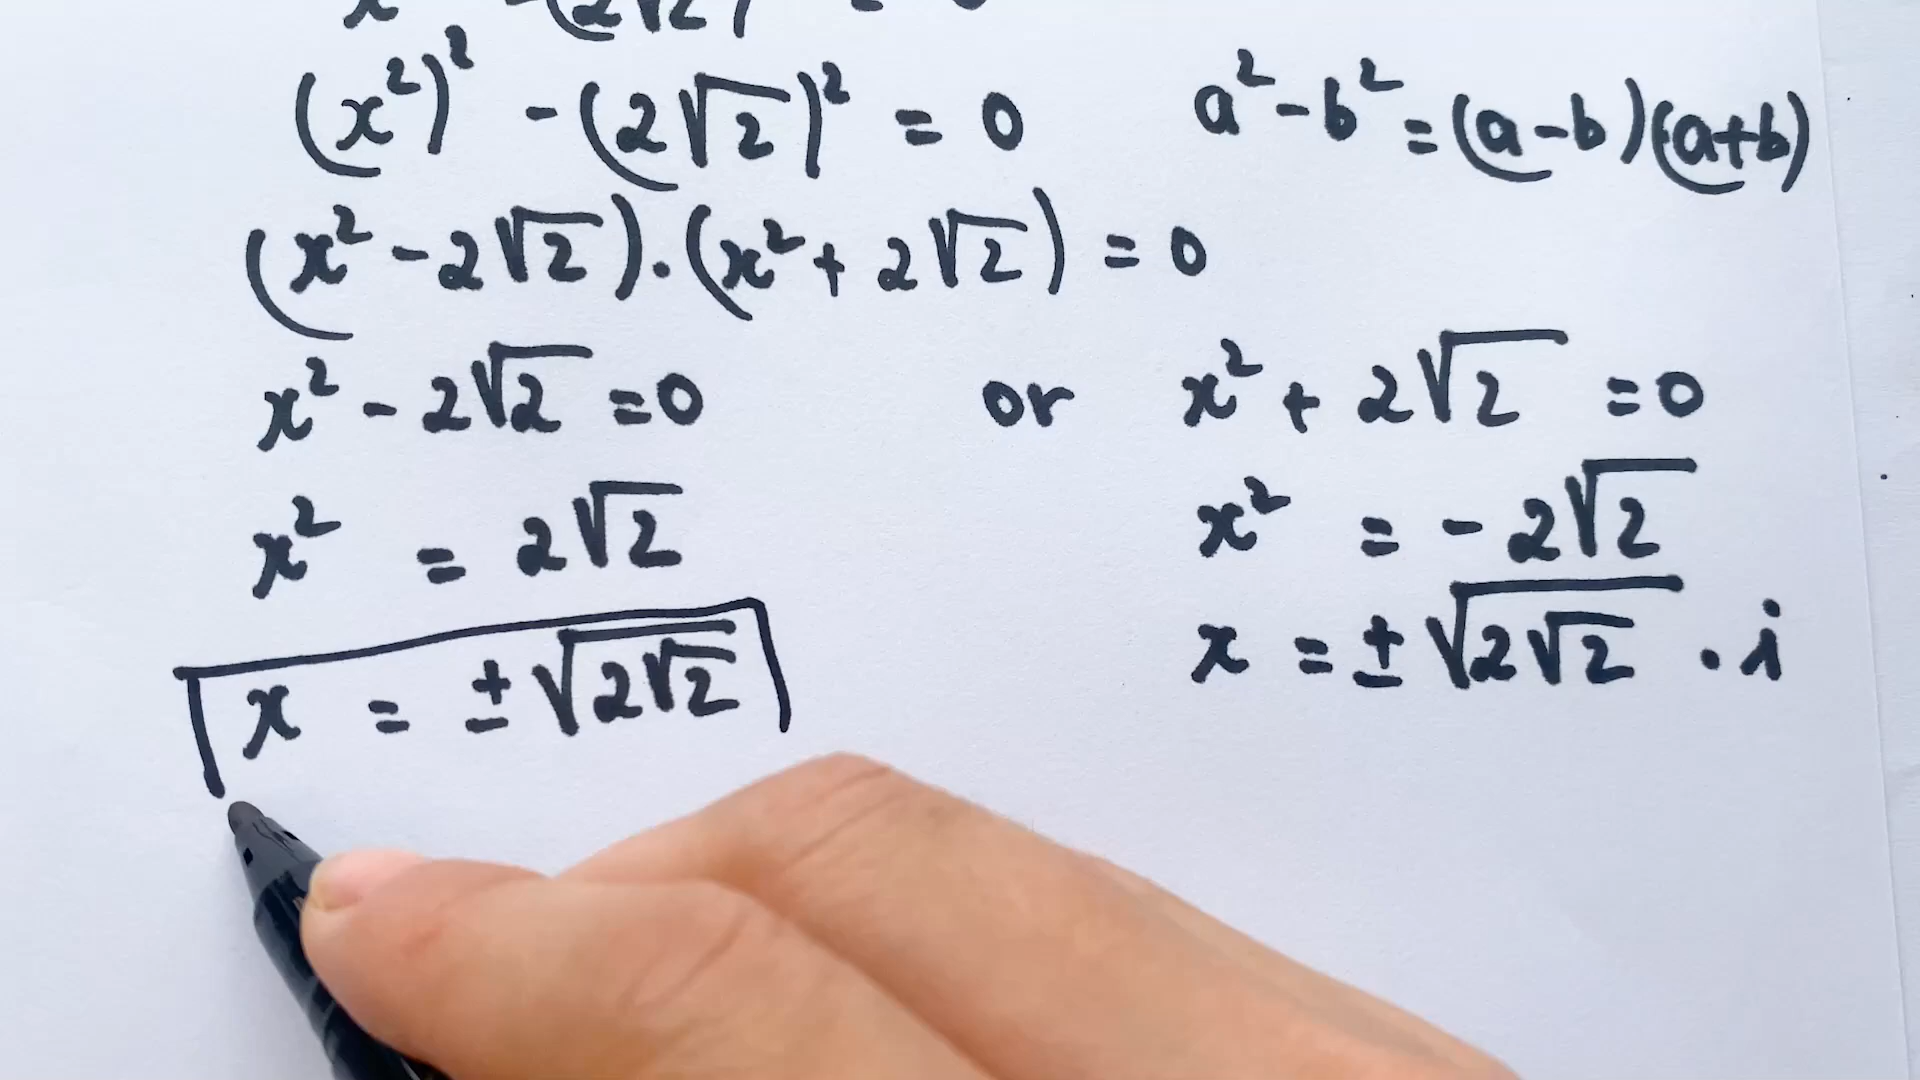 (x²)² - (2√2)² = 0 a² - b² = (a-b)(a+b)
(x² - 2√2)·(x² + 2√2) = 0
x² - 2√2 = 0 or x² + 2√2 = 0
x² = 2√2 x² = - 2√2
x = ± √(2√2) x = ± √(2√2) · i